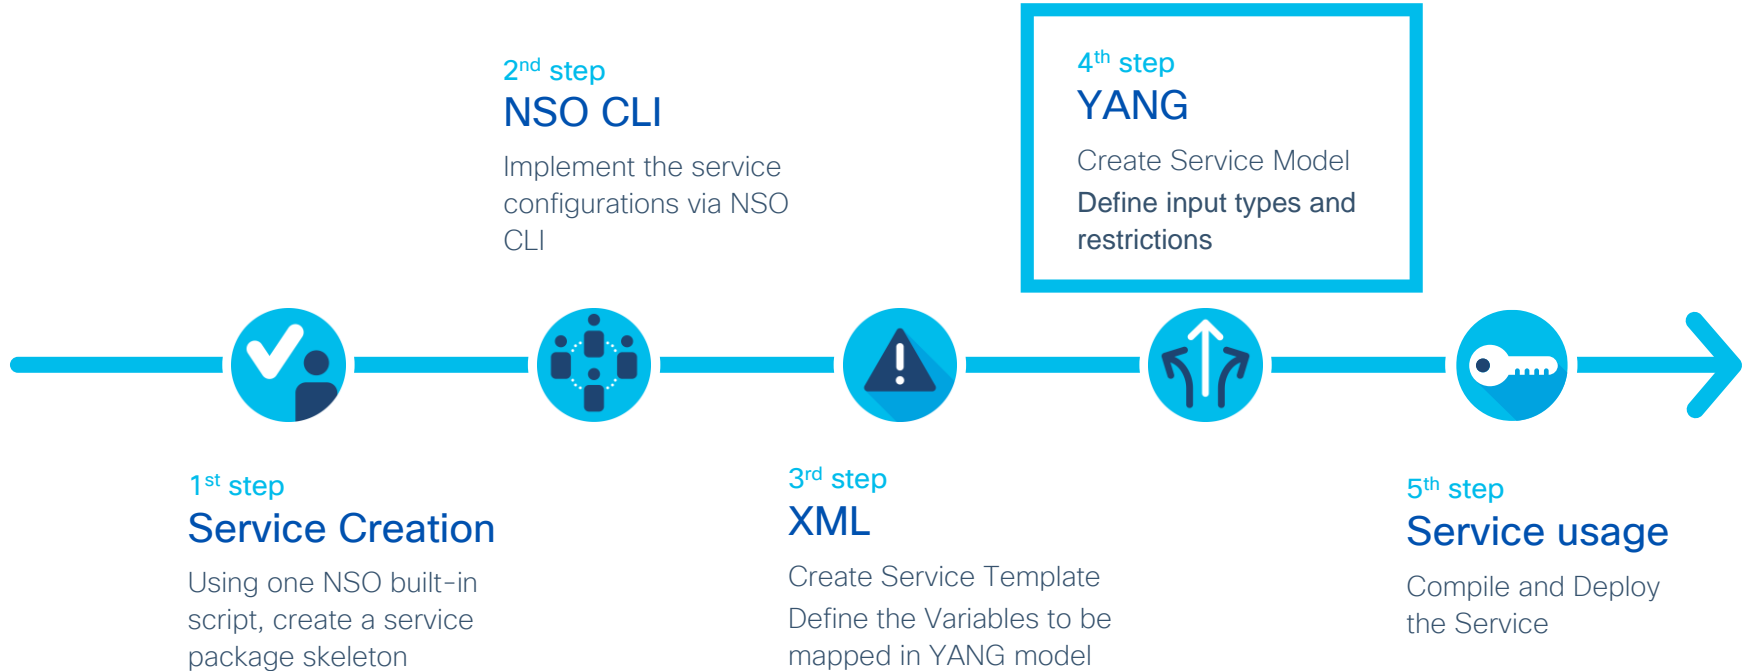 2nd step
NSO CLI
Implement the service
configurations via NSO
CLI
4th step
YANG
Create Service Model
Define input types and
restrictions
1st step
Service Creation
Using one NSO built-in
script, create a service
package skeleton
3rd step
XML
Create Service Template
Define the Variables to be
mapped in YANG model
5th step
Service usage
Compile and Deploy
the Service